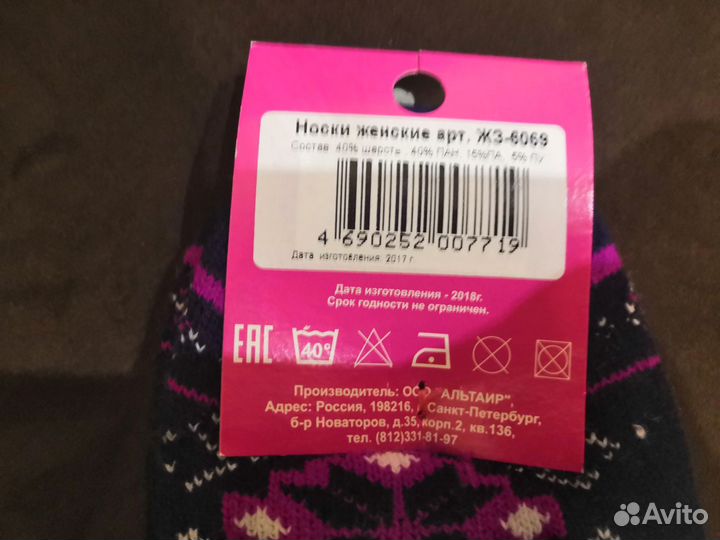 Носки женские арт. ЖЗ-6069
Состав 40% шерсть, 40% ПАН, 15%ПА, 5% ПУ
4 690252 007719
Дата изготовления: 2017 г.
Дата изготовления - 2018г.
Срок годности не ограничен.
EAC 40°
Производитель: ООО "АЛЬТАИР",
Адрес: Россия, 198216, г.Санкт-Петербург,
б-р Новаторов, д.35,корп.2, кв.136,
тел. (812)331-81-97
Avito